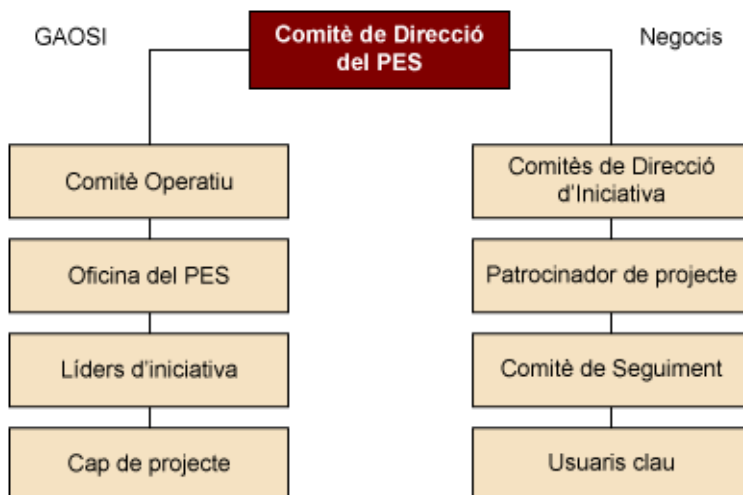 GAOSI
Comitè de Direcció
del PES
Negocis
Comitè Operatiu
Oficina del PES
Líders d'iniciativa
Cap de projecte
Comitès de Direcció
d'Iniciativa
Patrocinador de projecte
Comitè de Seguiment
Usuaris clau